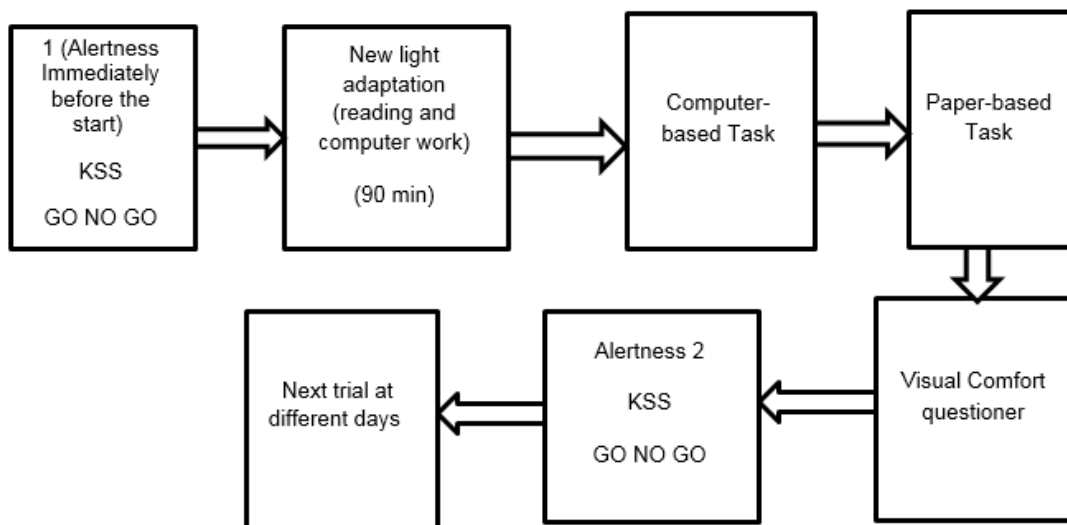 1 (Alertness
Immediately
before the
start)
KSS
GO NO GO
New light
adaptation
(reading and
computer work)
(90 min)
Computer-
based Task
Paper-based
Task
Visual Comfort
questioner
Alertness 2
KSS
GO NO GO
Next trial at
different days